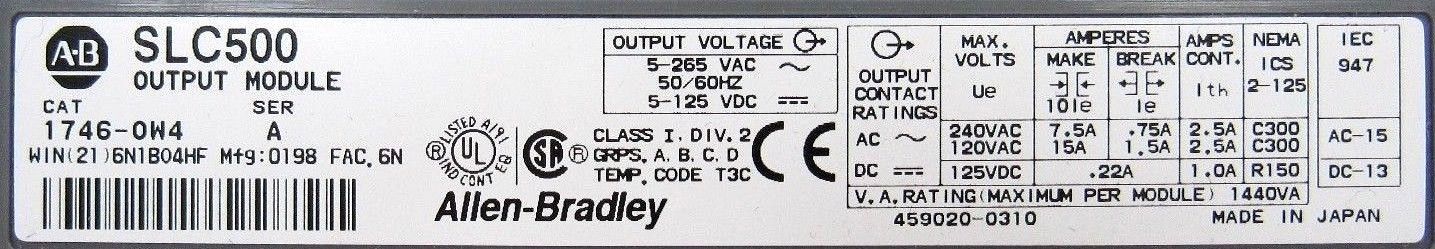 A-B
SLC500
OUTPUT MODULE
CAT SER
1746-OW4 A
WIN(21)6N1B04HF Mfg:0198 FAC.6N
LISTED A191
UL
IND CONT EQ
SA
CLASS I. DIV. 2
GRPS. A. B. C. D
TEMP. CODE T3C
CE
Allen-Bradley
OUTPUT VOLTAGE
5-265 VAC
50/60HZ
5-125 VDC
OUTPUT CONTACT RATINGS
MAX. VOLTS Ue
AMPERES
MAKE 10Ie
BREAK Ie
AMPS CONT. Ith
NEMA ICS 2-125
IEC 947
AC 240VAC 7.5A .75A 2.5A C300 AC-15
120VAC 15A 1.5A 2.5A C300
DC 125VDC .22A 1.0A R150 DC-13
V.A.RATING(MAXIMUM PER MODULE) 1440VA
459020-0310 MADE IN JAPAN